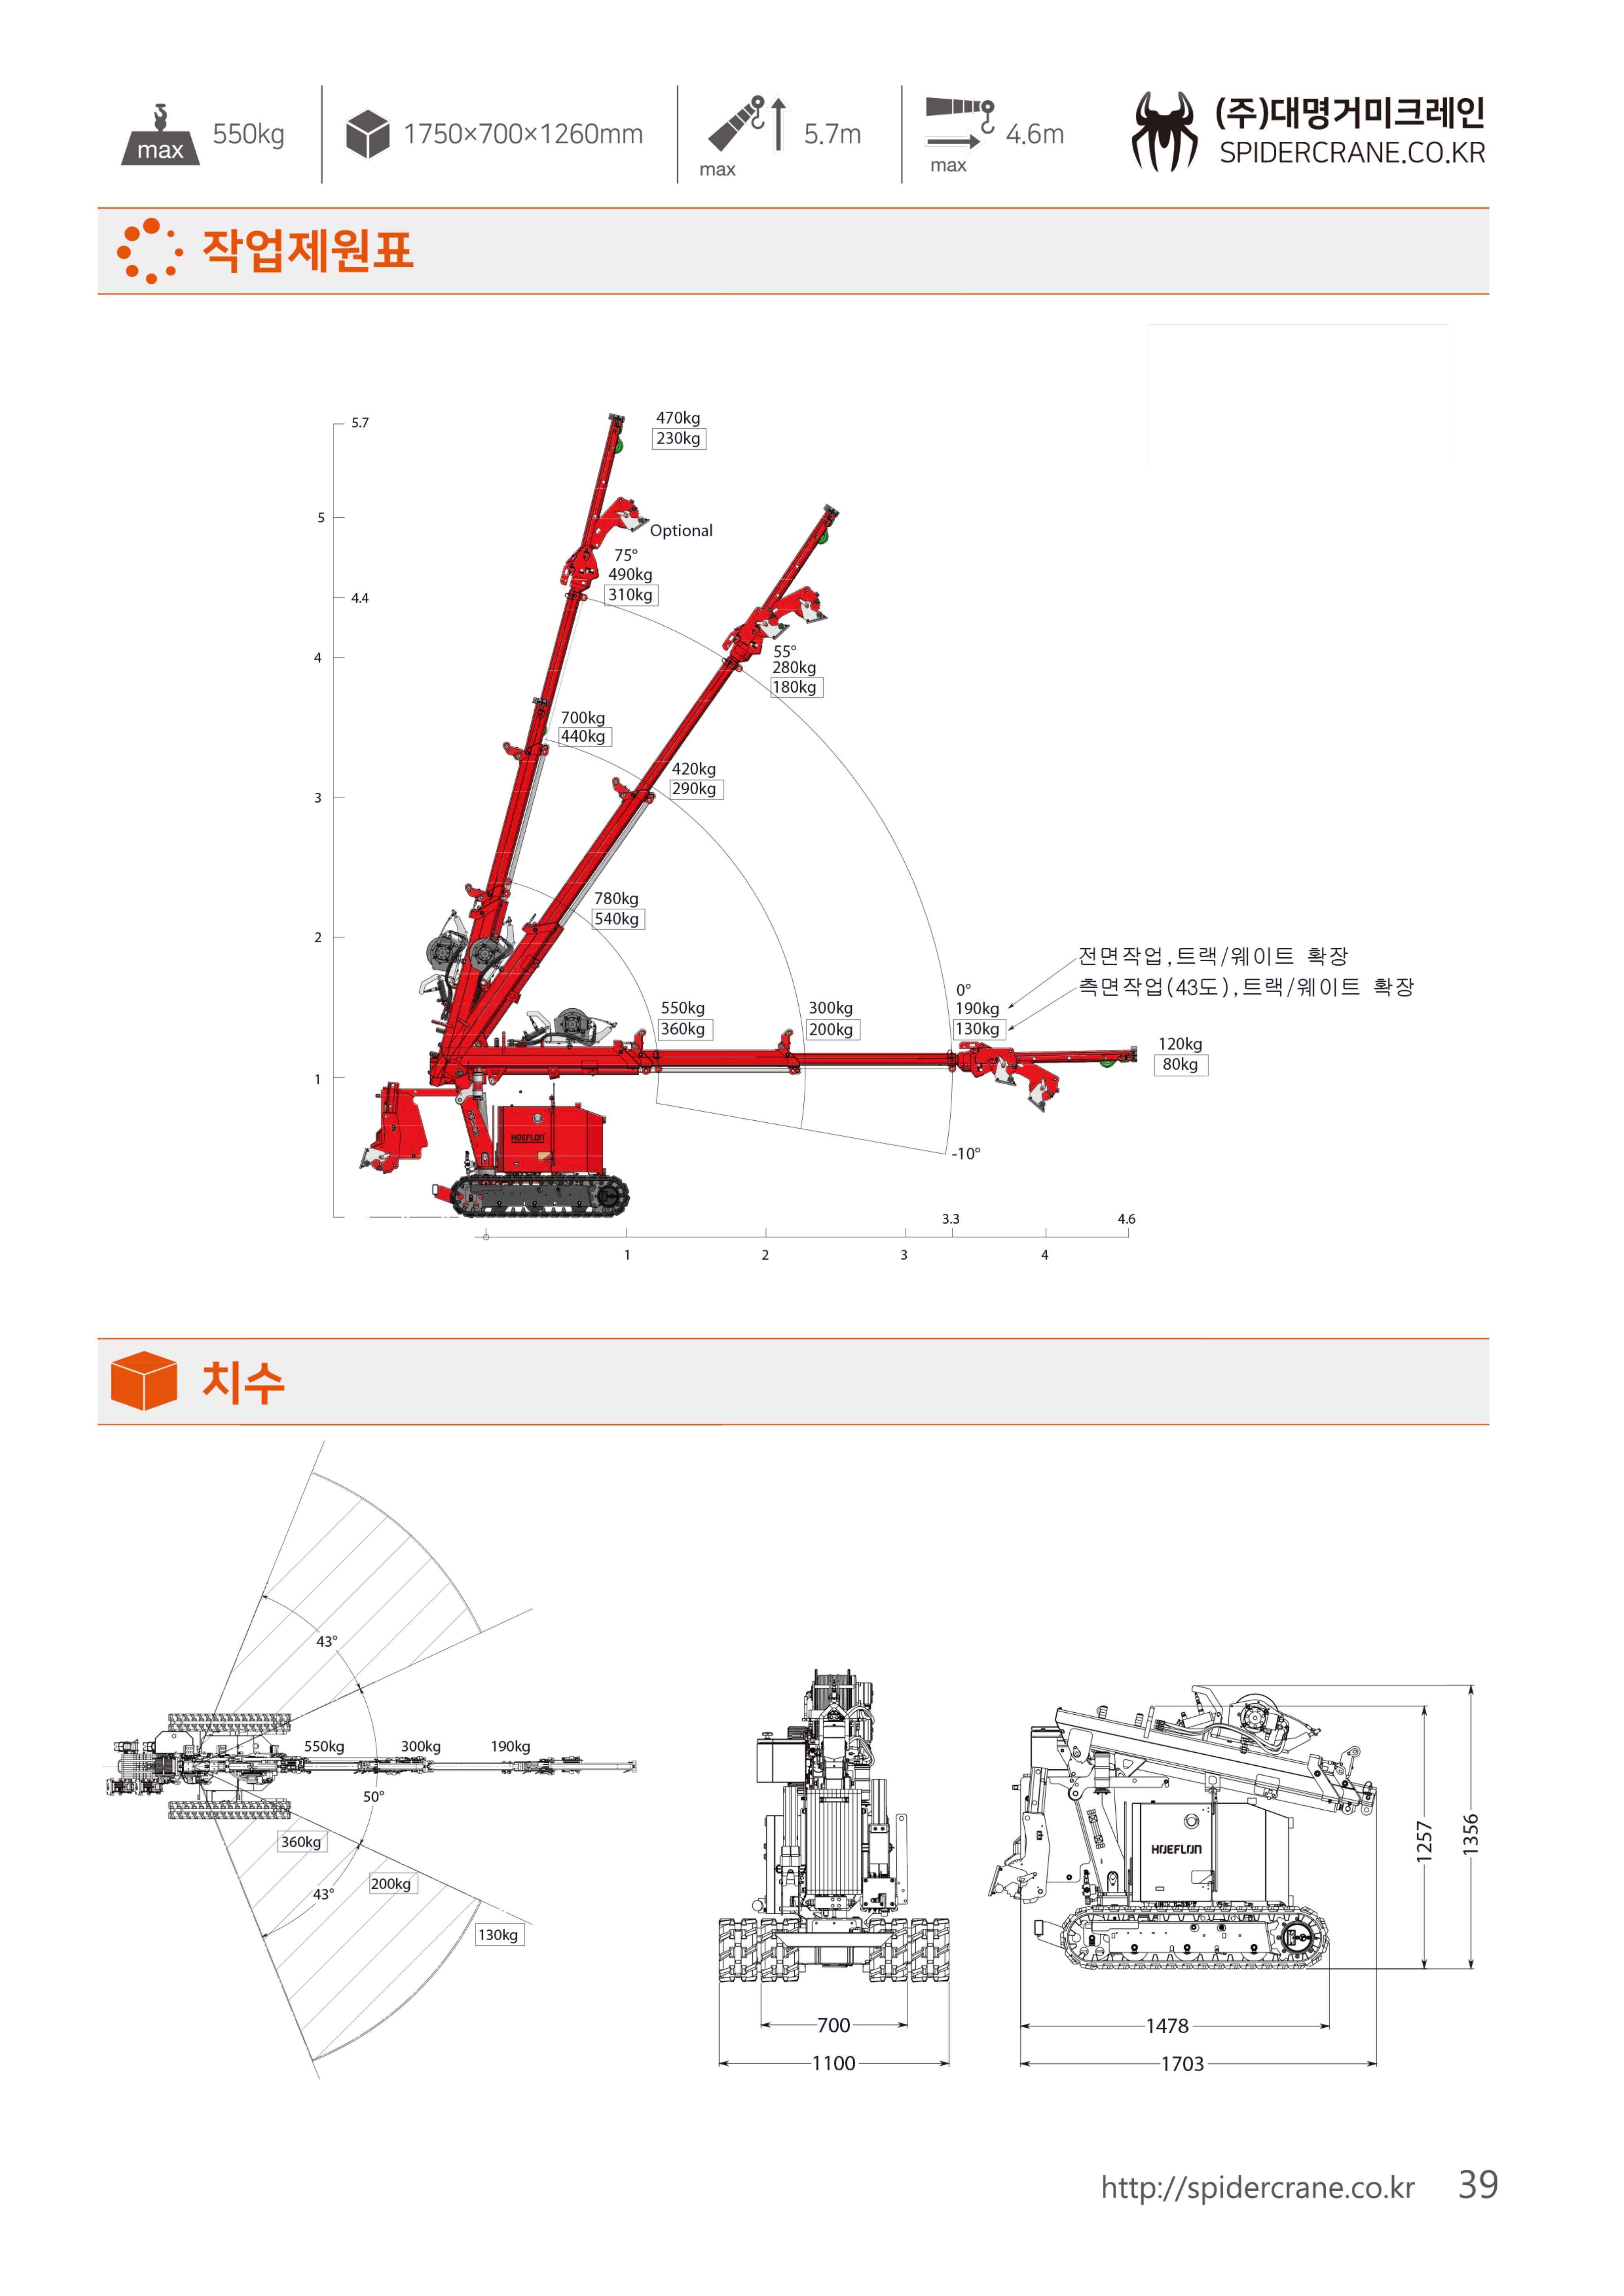 max
550kg
1750×700×1260mm
max
5.7m
max
4.6m
(주)대명거미크레인
SPIDERCRANE.CO.KR
작업제원표
5.7
470kg
230kg
5
Optional
75°
490kg
310kg
4.4
4
55°
280kg
180kg
700kg
440kg
3
420kg
290kg
780kg
540kg
2
전면작업,트랙/웨이트 확장
측면작업(43도),트랙/웨이트 확장
550kg
360kg
300kg
200kg
0°
190kg
130kg
120kg
80kg
1
HOEFLON
-10°
3.3
4.6
1
2
3
4
치수
43°
550kg
300kg
190kg
50°
360kg
200kg
43°
130kg
700
1100
HOEFLON
1257
1356
1478
1703
http://spidercrane.co.kr
39